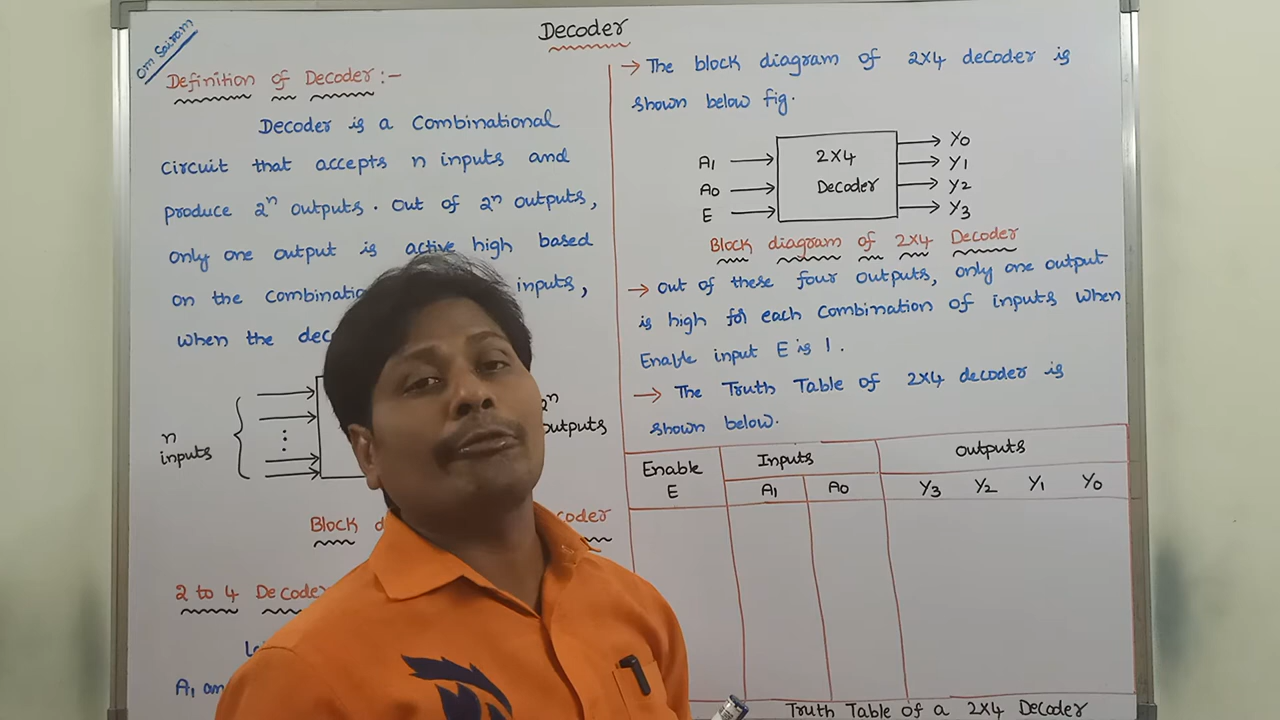 Om Sairam
Decoder
Definition of Decoder:-
Decoder is a Combinational
Circuit that accepts n inputs and
produce 2ⁿ outputs. Out of 2ⁿ outputs,
only one output is active high based
on the inputs,
when the
n
inputs
2ⁿ
outputs
Block
2 to 4
A1
→ The block diagram of 2X4 decoder is
shown below fig.
A1
A0
E
2X4
Decoder
Y0
Y1
Y2
Y3
Block diagram of 2X4 Decoder
→ out of these four outputs, only one output
is high for each Combination of inputs when
Enable input E is 1.
→ The Truth Table of 2X4 decoder is
shown below.
Enable Inputs Outputs
E A1 A0 Y3 Y2 Y1 Y0
Truth Table of a 2X4 Decoder